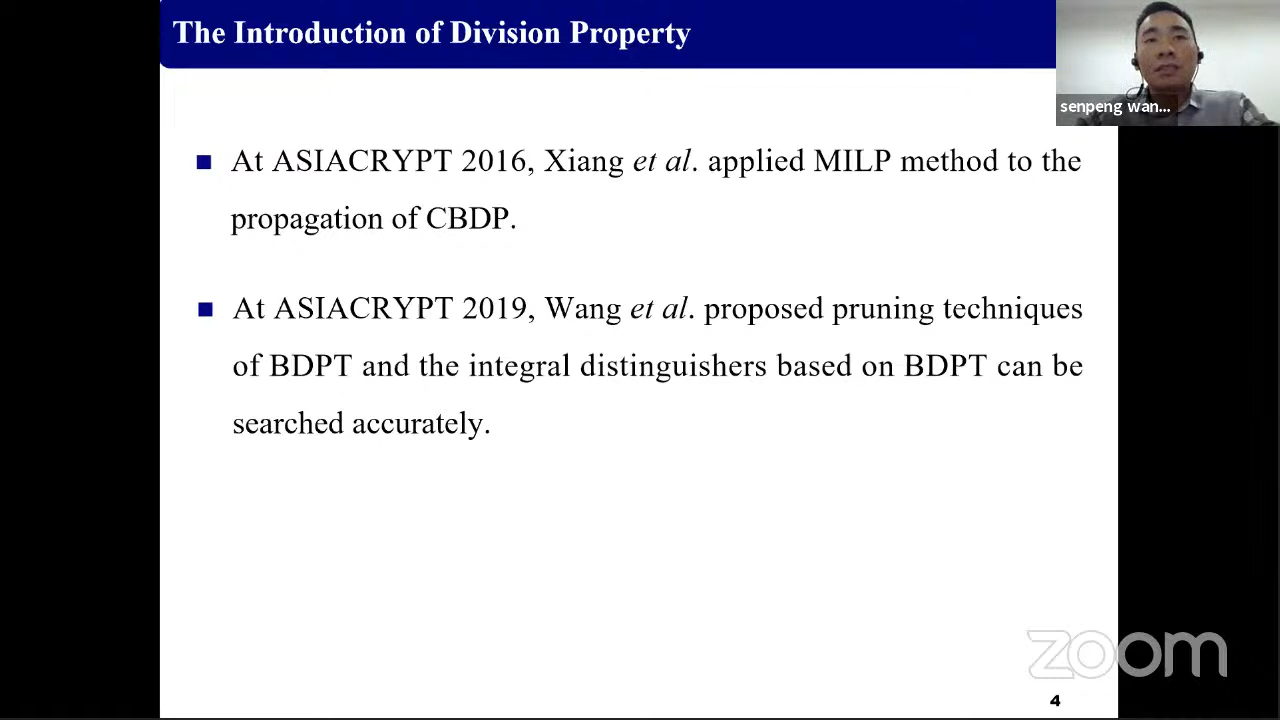 The Introduction of Division Property
senpeng wan...
■ At ASIACRYPT 2016, Xiang et al. applied MILP method to the
propagation of CBDP.
■ At ASIACRYPT 2019, Wang et al. proposed pruning techniques
of BDPT and the integral distinguishers based on BDPT can be
searched accurately.
zoom
4